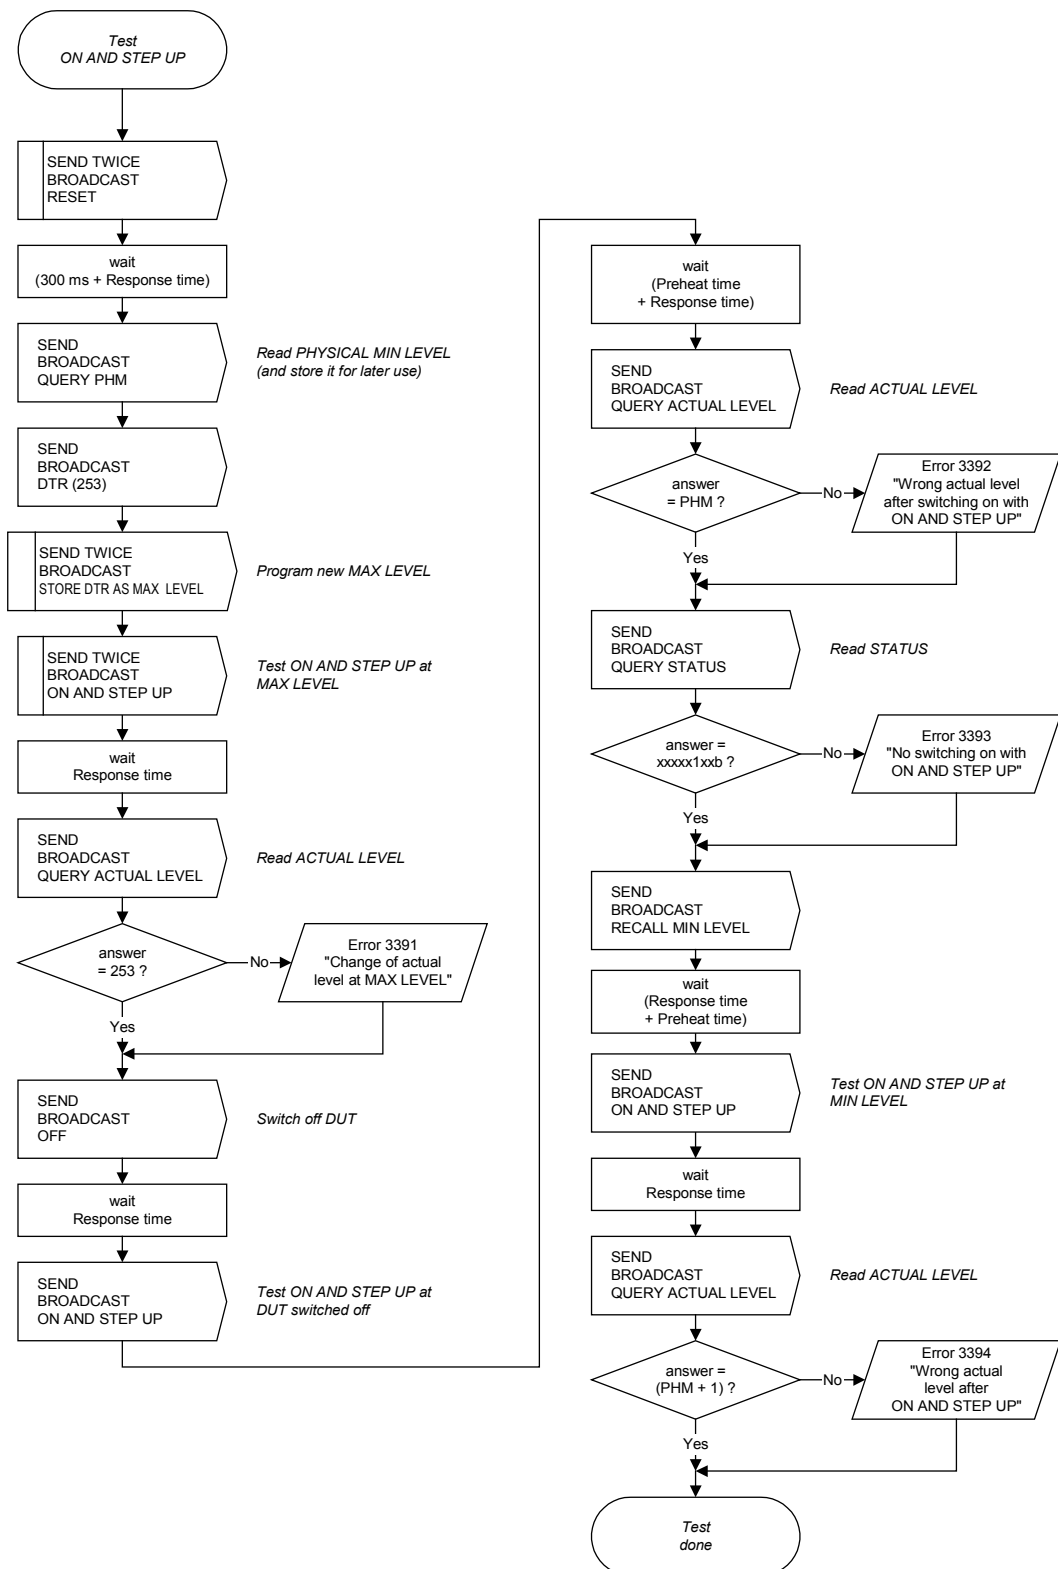 Test
ON AND STEP UP
SEND TWICE
BROADCAST
RESET
wait
(300 ms + Response time)
SEND
BROADCAST
QUERY PHM
Read PHYSICAL MIN LEVEL
(and store it for later use)
SEND
BROADCAST
DTR (253)
SEND TWICE
BROADCAST
STORE DTR AS MAX LEVEL
Program new MAX LEVEL
SEND TWICE
BROADCAST
ON AND STEP UP
Test ON AND STEP UP at
MAX LEVEL
wait
Response time
SEND
BROADCAST
QUERY ACTUAL LEVEL
Read ACTUAL LEVEL
answer
= 253 ?
No
Error 3391
"Change of actual
level at MAX LEVEL"
Yes
SEND
BROADCAST
OFF
Switch off DUT
wait
Response time
SEND
BROADCAST
ON AND STEP UP
Test ON AND STEP UP at
DUT switched off
wait
(Preheat time
+ Response time)
SEND
BROADCAST
QUERY ACTUAL LEVEL
Read ACTUAL LEVEL
answer
= PHM ?
No
Error 3392
"Wrong actual level
after switching on with
ON AND STEP UP"
Yes
SEND
BROADCAST
QUERY STATUS
Read STATUS
answer =
xxxxx1xxb ?
No
Error 3393
"No switching on with
ON AND STEP UP"
Yes
SEND
BROADCAST
RECALL MIN LEVEL
wait
(Response time
+ Preheat time)
SEND
BROADCAST
ON AND STEP UP
Test ON AND STEP UP at
MIN LEVEL
wait
Response time
SEND
BROADCAST
QUERY ACTUAL LEVEL
Read ACTUAL LEVEL
answer =
(PHM + 1) ?
No
Error 3394
"Wrong actual
level after
ON AND STEP UP"
Yes
Test
done